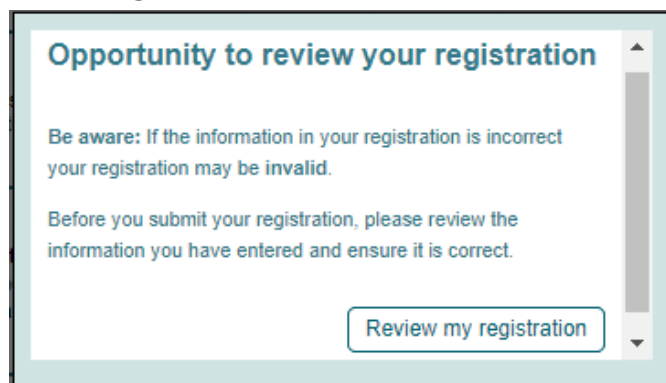 Opportunity to review your registration
Be aware: If the information in your registration is incorrect
your registration may be invalid.
Before you submit your registration, please review the
information you have entered and ensure it is correct.
Review my registration